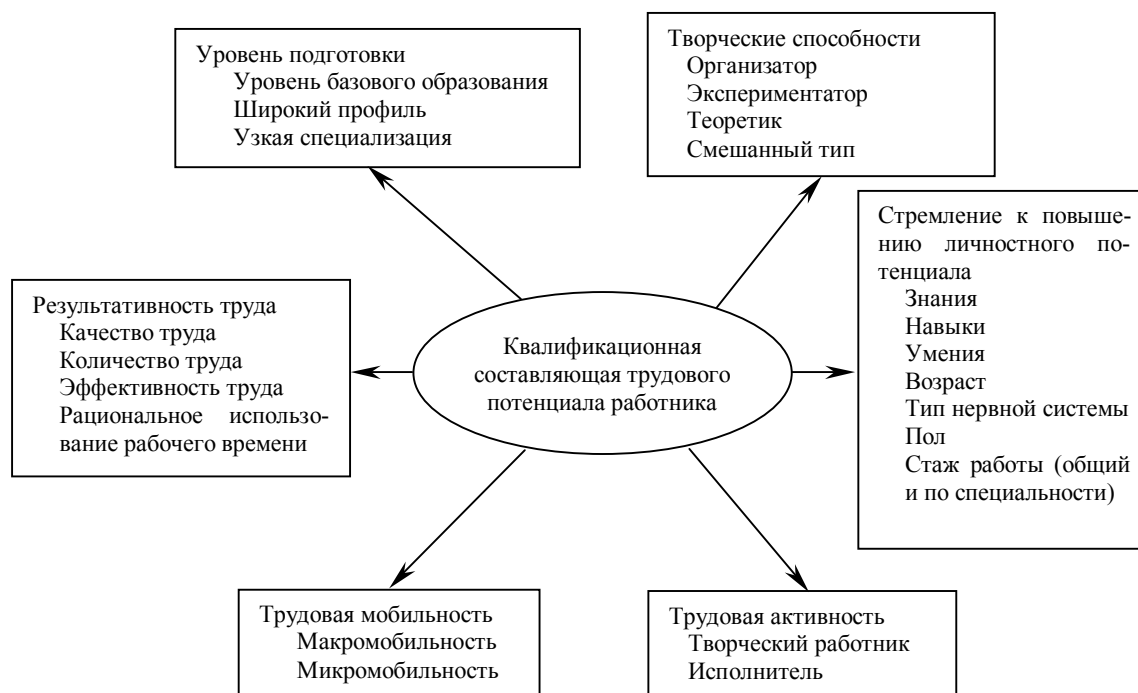 Уровень подготовки
Уровень базового образования
Широкий профиль
Узкая специализация
Творческие способности
Организатор
Экспериментатор
Теоретик
Смешанный тип
Стремление к повыше-
нию личностного по-
тенциала
Знания
Навыки
Умения
Возраст
Тип нервной системы
Пол
Стаж работы (общий
и по специальности)
Результативность труда
Качество труда
Количество труда
Эффективность труда
Рациональное использо-
вание рабочего времени
Квалификационная
составляющая трудового
потенциала работника
Трудовая мобильность
Макромобильность
Микромобильность
Трудовая активность
Творческий работник
Исполнитель